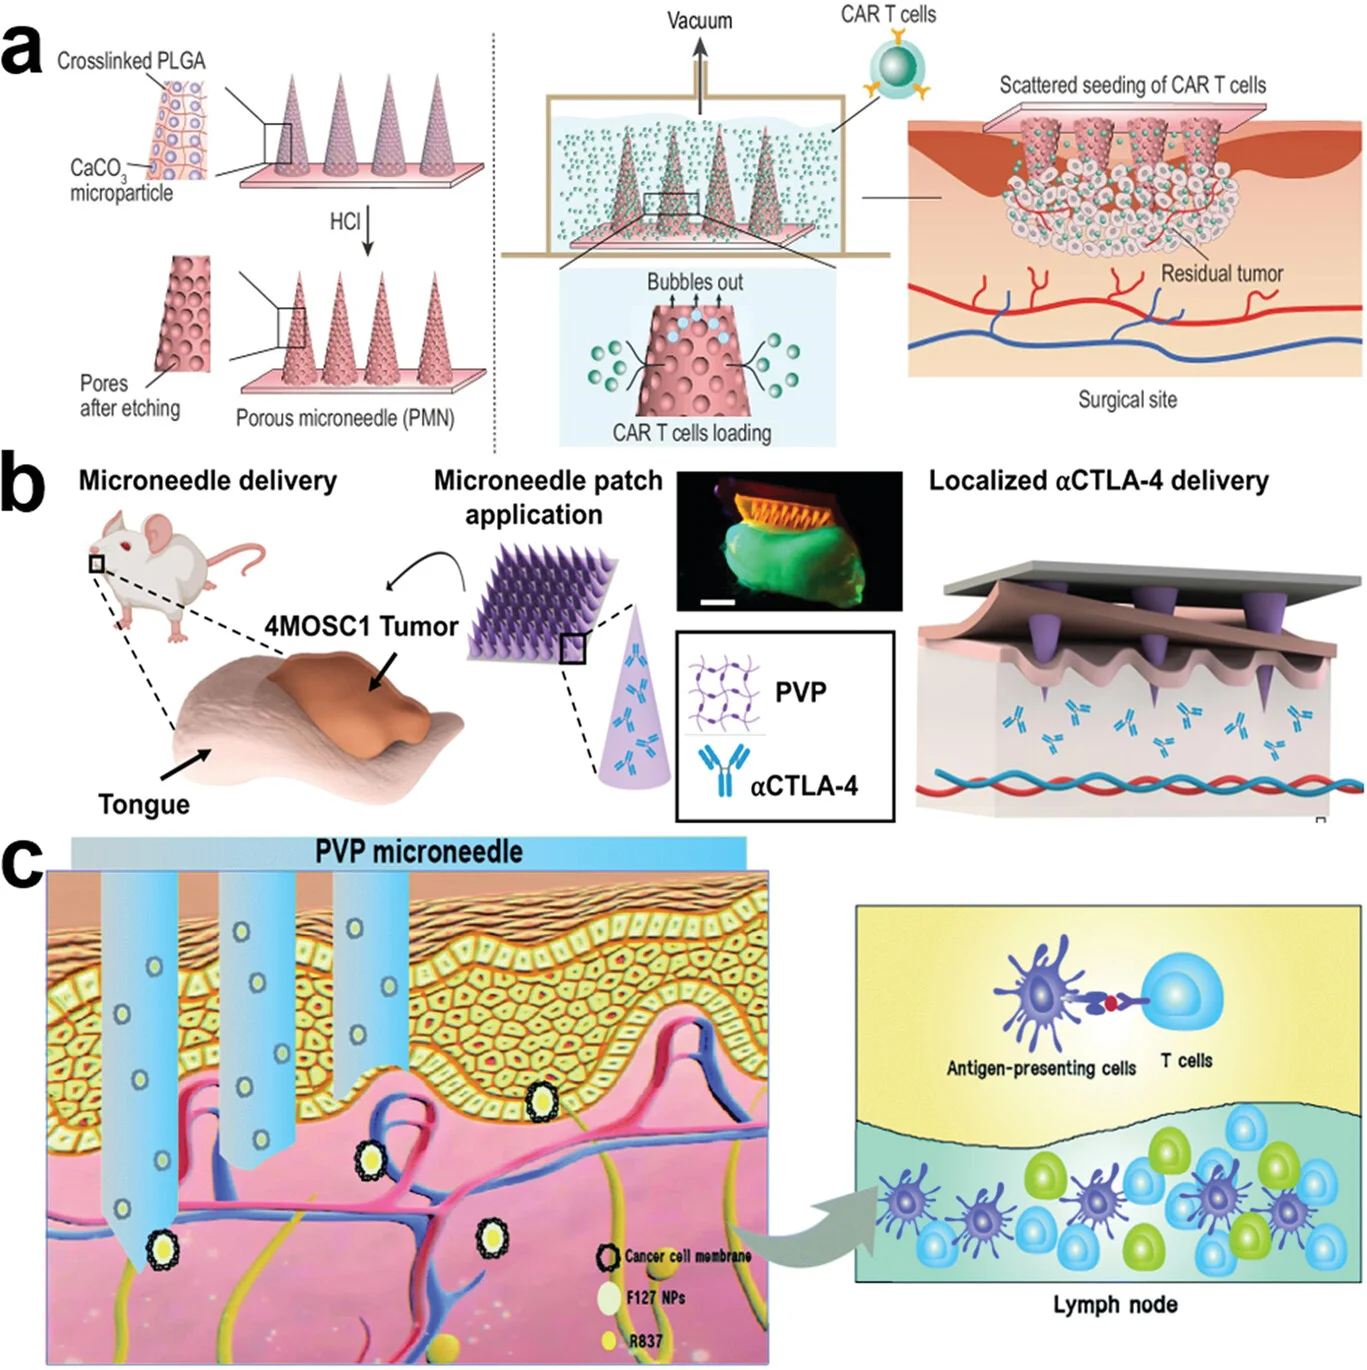 a
Crosslinked PLGA
CaCO3
microparticle
HCl
Pores
after etching
Porous microneedle (PMN)
Vacuum
CAR T cells
Bubbles out
CAR T cells loading
Scattered seeding of CAR T cells
Residual tumor
Surgical site
b
Microneedle delivery
4MOSC1 Tumor
Tongue
Microneedle patch
application
PVP
αCTLA-4
Localized αCTLA-4 delivery
c
PVP microneedle
Cancer cell membrane
F127 NPs
R837
Antigen-presenting cells
T cells
Lymph node